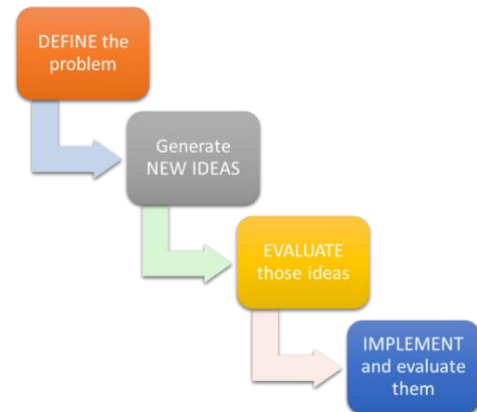 DEFINE the
problem
Generate
NEW IDEAS
EVALUATE
those ideas
IMPLEMENT
and evaluate
them